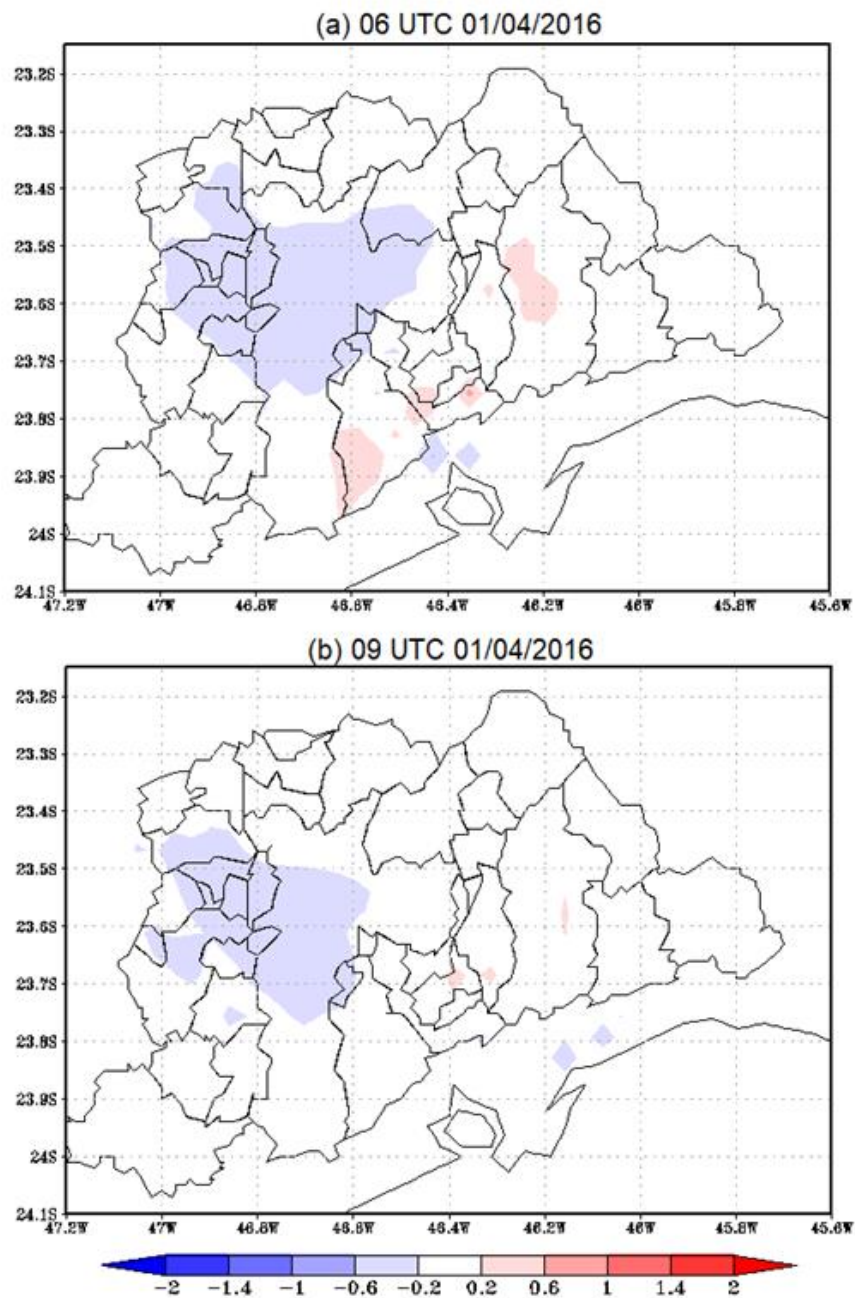 (a) 06 UTC 01/04/2016
23.2S
23.3S
23.4S
23.5S
23.6S
23.7S
23.8S
23.9S
24S
24.1S
47.2W 47W 46.8W 46.6W 46.4W 46.2W 46W 45.8W 45.6W
(b) 09 UTC 01/04/2016
23.2S
23.3S
23.4S
23.5S
23.6S
23.7S
23.8S
23.9S
24S
24.1S
47.2W 47W 46.8W 46.6W 46.4W 46.2W 46W 45.8W 45.6W
-2 -1.4 -1 -0.6 -0.2 0.2 0.6 1 1.4 2